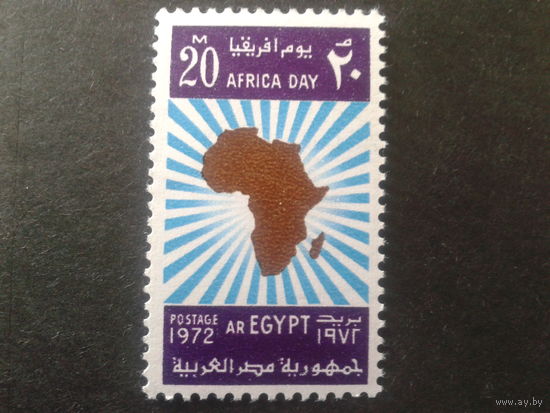 M يوم افريقيا م
20 AFRICA DAY ٢٠
POSTAGE AR EGYPT بريد
1972 ١٩٧٢
جمهورية مصر العربية
www.ay.by